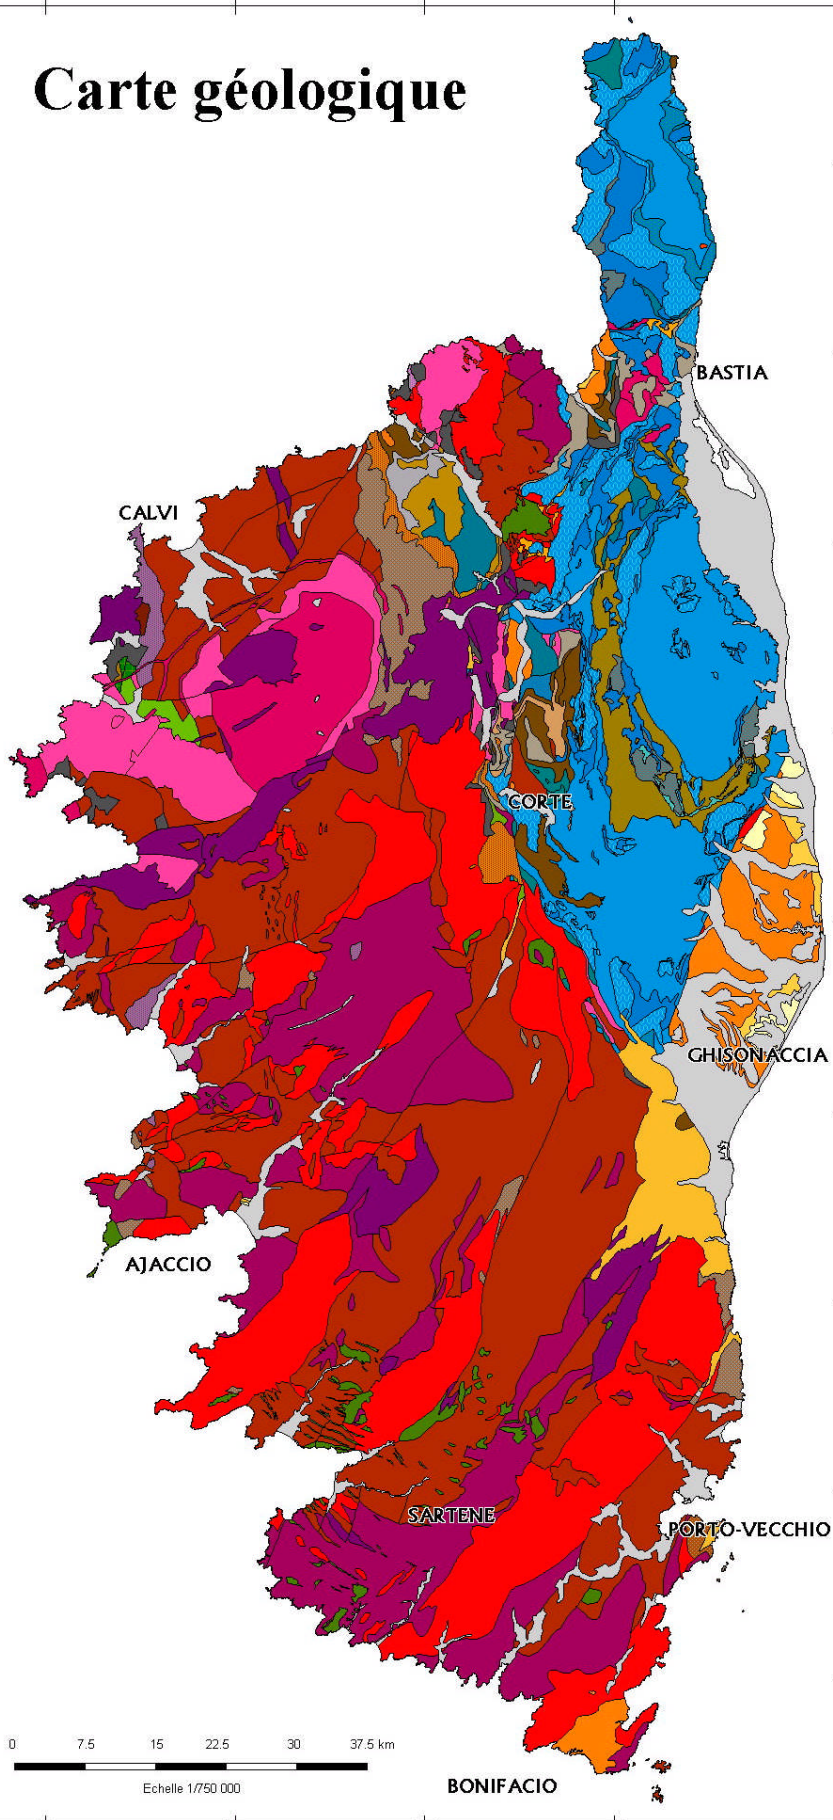 Carte géologique
BASTIA
CALVI
CORTE
GHISONACCIA
AJACCIO
SARTENE
PORTO-VECCHIO
0 7.5 15 22.5 30 37.5 km
Echelle 1/750 000
BONIFACIO